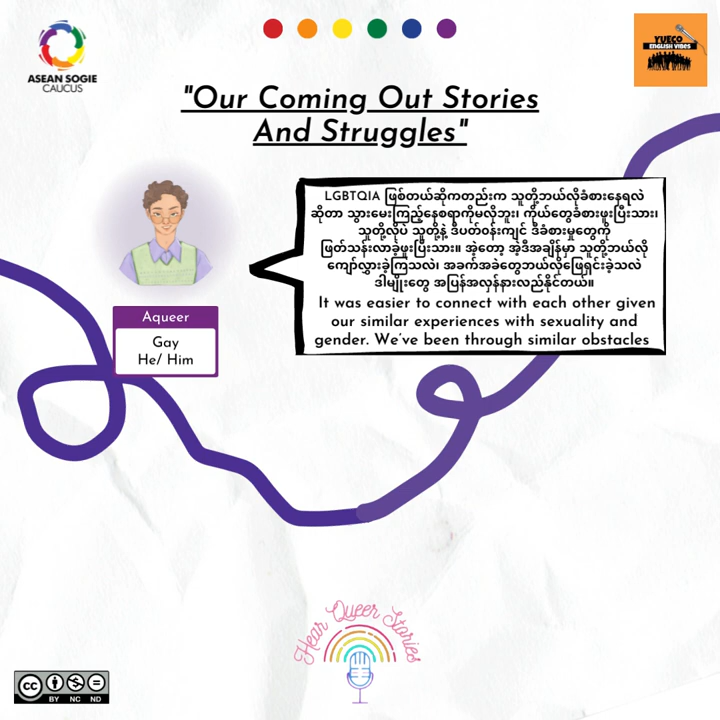 ASEAN SOGIE
CAUCUS
YUECO
ENGLISH VIBES
"Our Coming Out Stories
And Struggles"
LGBTQIA ဖြစ်တယ်ဆိုကတည်းက သူတို့ဘယ်လိုခံစားနေရလဲ
ဆိုတာ သွားမေးကြည့်နေစရာကိုမလိုဘူး၊ ကိုယ်တွေခံစားဖူးပြီးသား၊
သူတို့လိုပဲ သူတို့နဲ့ ဒီပတ်ဝန်းကျင် ဒီခံစားမှုတွေကို
ဖြတ်သန်းလာခဲ့ဖူးပြီးသား။ အဲ့တော့ အဲ့ဒီအချိန်မှာ သူတို့ဘယ်လို
ကျော်လွှားခဲ့ကြသလဲ၊ အခက်အခဲတွေဘယ်လိုဖြေရှင်းခဲ့သလဲ
ဒါမျိုးတွေ အပြန်အလှန်နားလည်နိုင်တယ်။
It was easier to connect with each other given
our similar experiences with sexuality and
gender. We've been through similar obstacles
Aqueer
Gay
He/ Him
Hear Queer Stories
cc
BY NC ND